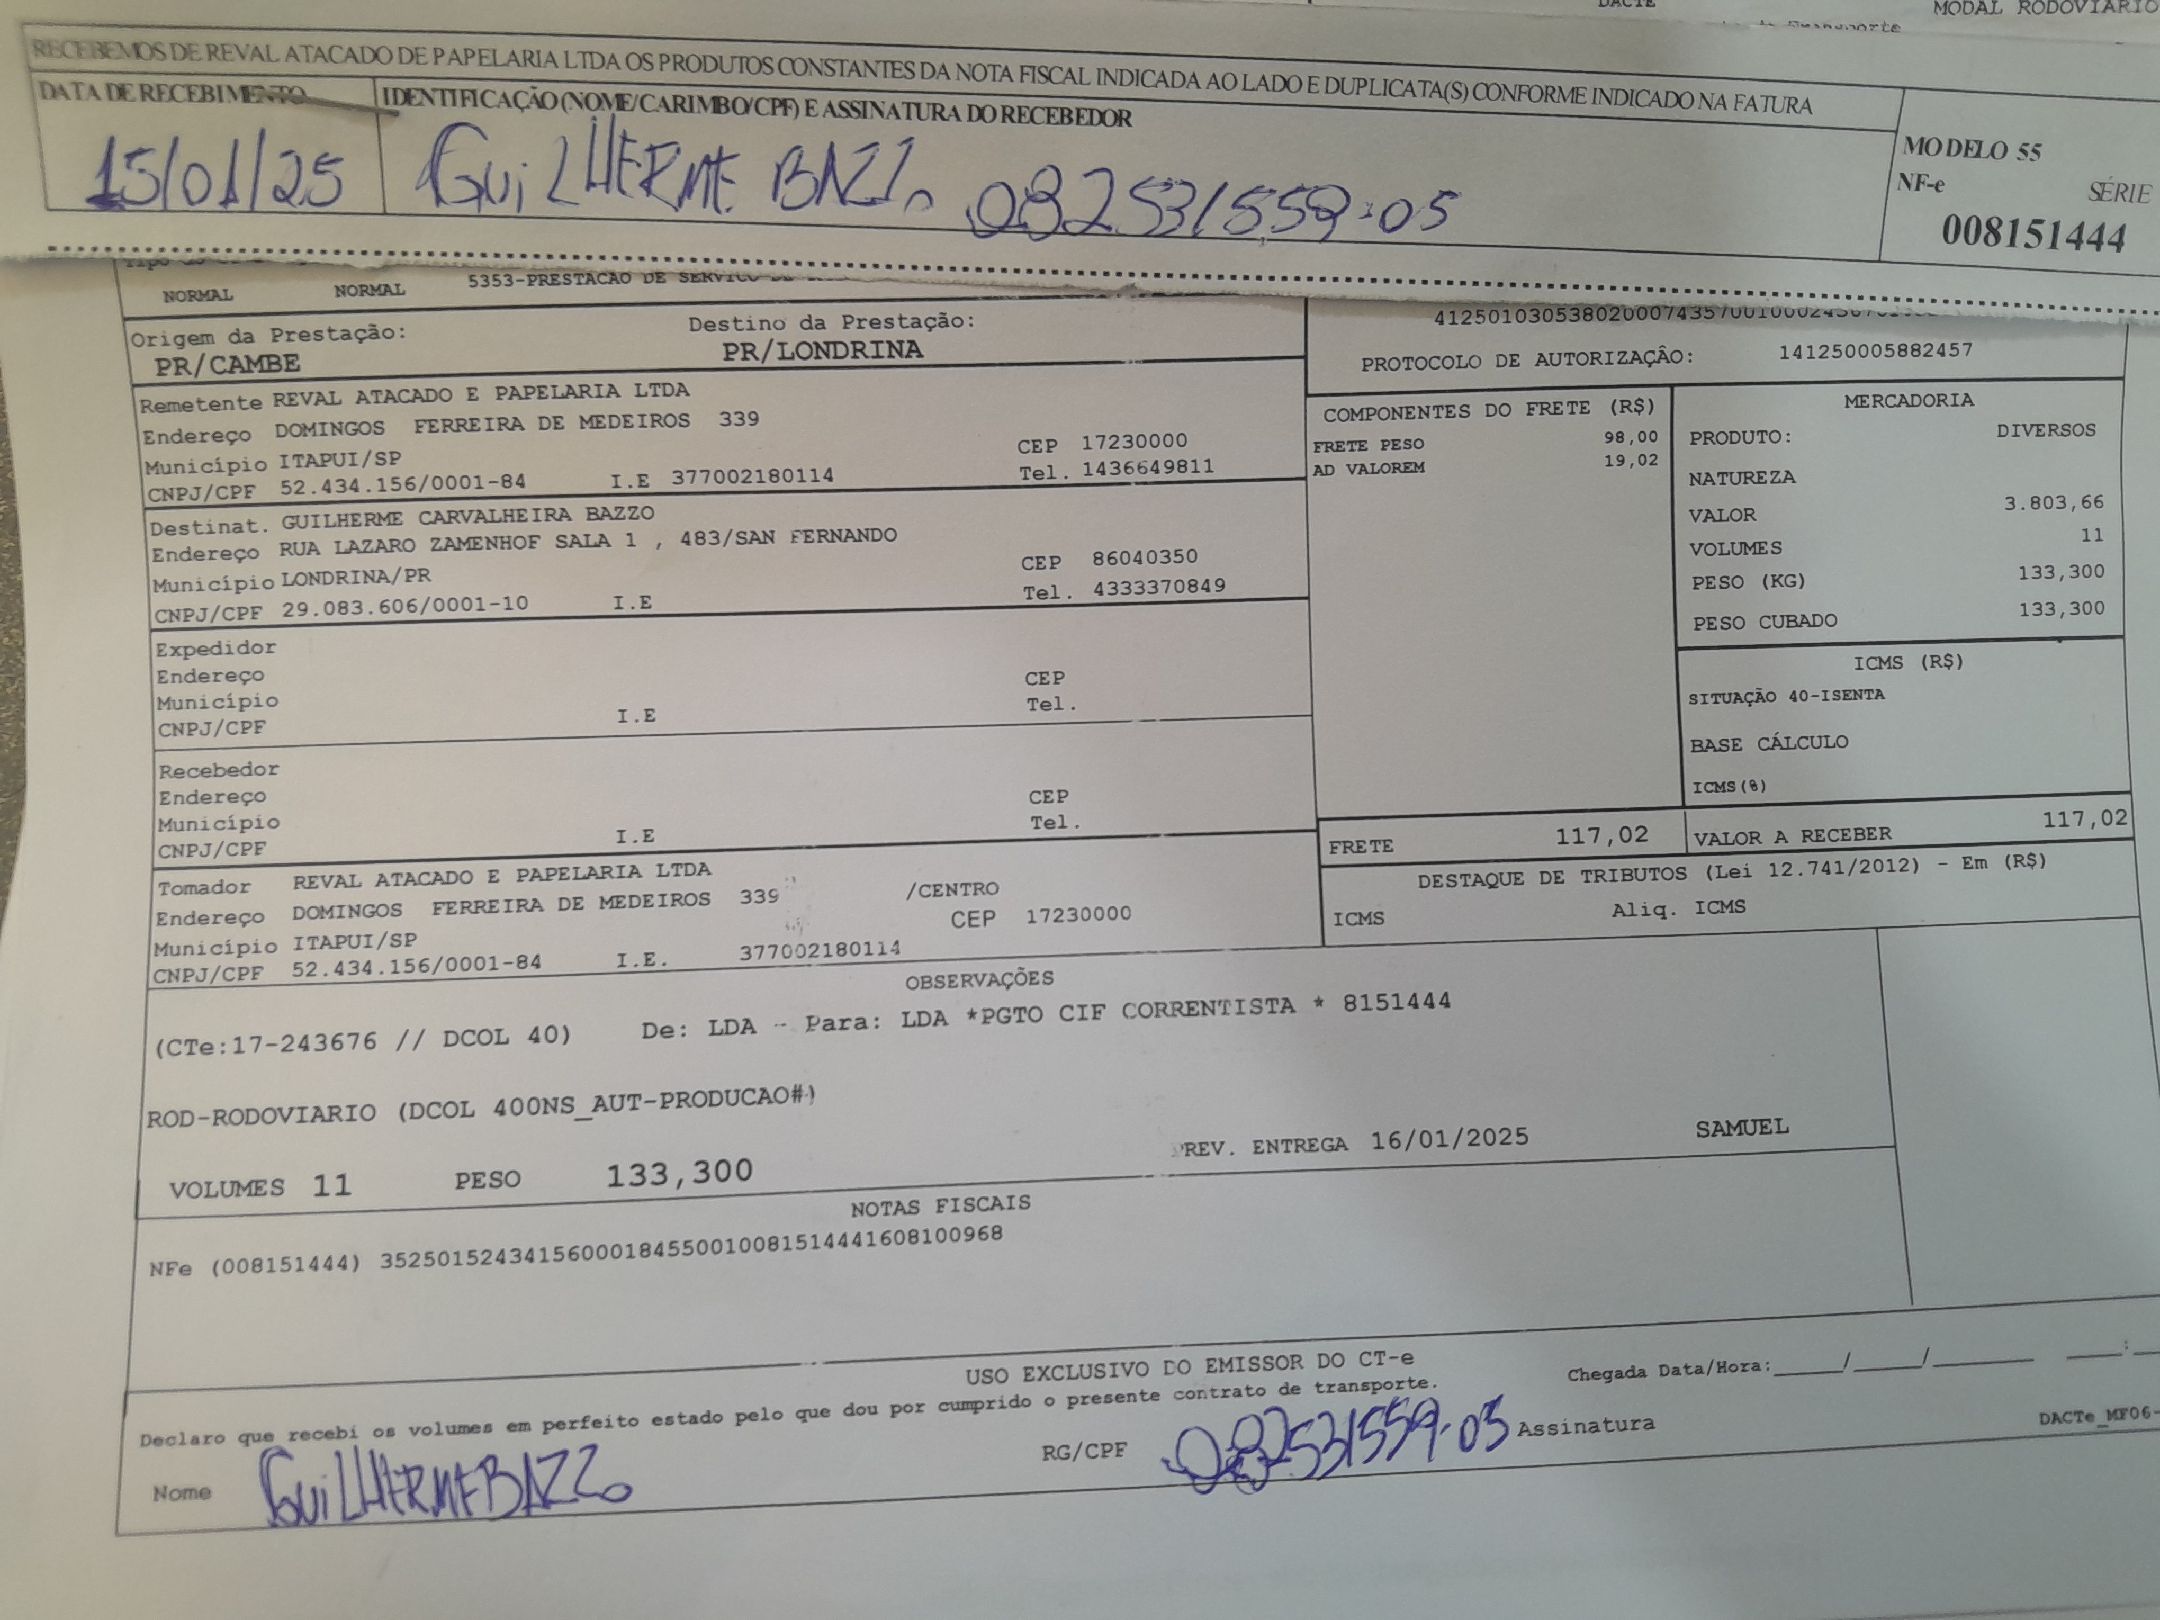 DACTE
MODAL RODOVIÁRIO
RECEBEMOS DE REVAL ATACADO DE PAPELARIA LTDA OS PRODUTOS CONSTANTES DA NOTA FISCAL INDICADA AO LADO E DUPLICATA(S) CONFORME INDICADO NA FATURA
DATA DE RECEBIMENTO
IDENTIFICAÇÃO (NOME/CARIMBO/CPF) E ASSINATURA DO RECEBEDOR
15/01/25
GUILHERME BAZZO 082531559-05
MODELO 55
NF-e SÉRIE
008151444
NORMAL NORMAL 5353-PRESTACAO DE SERVICO DE
Origem da Prestação: Destino da Prestação:
PR/CAMBE PR/LONDRINA
PROTOCOLO DE AUTORIZAÇÃO: 141250005882457
Remetente REVAL ATACADO E PAPELARIA LTDA
Endereço DOMINGOS FERREIRA DE MEDEIROS 339
Município ITAPUI/SP CEP 17230000
CNPJ/CPF 52.434.156/0001-84 I.E 377002180114 Tel. 1436649811
Destinat. GUILHERME CARVALHEIRA BAZZO
Endereço RUA LAZARO ZAMENHOF SALA 1 , 483/SAN FERNANDO
Município LONDRINA/PR CEP 86040350
CNPJ/CPF 29.083.606/0001-10 I.E Tel. 4333370849
Expedidor
Endereço
Município CEP
CNPJ/CPF I.E Tel.
Recebedor
Endereço
Município CEP
CNPJ/CPF I.E Tel.
Tomador REVAL ATACADO E PAPELARIA LTDA
Endereço DOMINGOS FERREIRA DE MEDEIROS 339 /CENTRO
Município ITAPUI/SP CEP 17230000
CNPJ/CPF 52.434.156/0001-84 I.E. 377002180114
COMPONENTES DO FRETE (R$)
FRETE PESO 98,00
AD VALOREM 19,02
MERCADORIA
PRODUTO: DIVERSOS
NATUREZA
VALOR 3.803,66
VOLUMES 11
PESO (KG) 133,300
PESO CUBADO 133,300
ICMS (R$)
SITUAÇÃO 40-ISENTA
BASE CÁLCULO
ICMS(%)
FRETE 117,02 VALOR A RECEBER 117,02
DESTAQUE DE TRIBUTOS (Lei 12.741/2012) - Em (R$)
ICMS Aliq. ICMS
OBSERVAÇÕES
(CTe:17-243676 // DCOL 40) De: LDA - Para: LDA *PGTO CIF CORRENTISTA * 8151444
ROD-RODOVIARIO (DCOL 400NS_AUT-PRODUCAO#)
PREV. ENTREGA 16/01/2025 SAMUEL
VOLUMES 11 PESO 133,300
NOTAS FISCAIS
NFe (008151444) 35250152434156000184550010081514441608100968
USO EXCLUSIVO DO EMISSOR DO CT-e
Declaro que recebi os volumes em perfeito estado pelo que dou por cumprido o presente contrato de transporte.
Chegada Data/Hora:____/____/______ ____:
Nome GUILHERME BAZZO RG/CPF 082531559-05 Assinatura
DACTe_MF06-